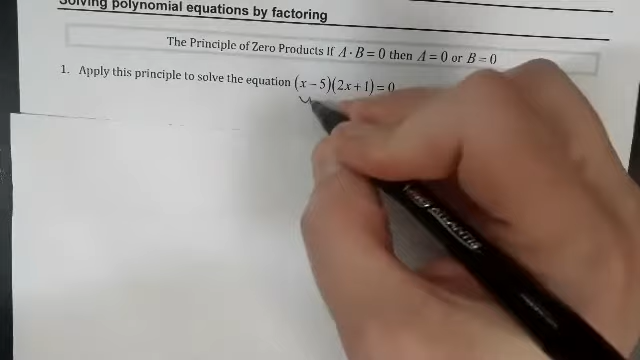 Solving polynomial equations by factoring
The Principle of Zero Products If A · B = 0 then A = 0 or B = 0
1. Apply this principle to solve the equation (x − 5)(2x + 1) = 0